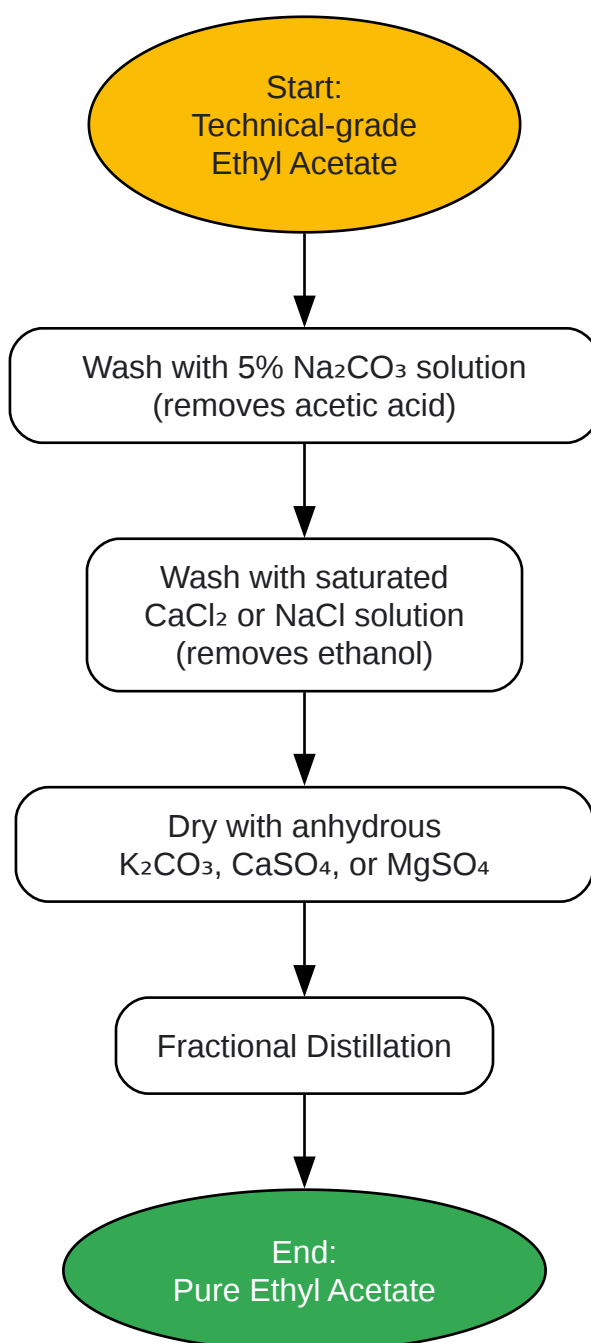 Start:
Technical-grade
Ethyl Acetate
Wash with 5% Na₂CO₃ solution
(removes acetic acid)
Wash with saturated
CaCl₂ or NaCl solution
(removes ethanol)
Dry with anhydrous
K₂CO₃, CaSO₄, or MgSO₄
Fractional Distillation
End:
Pure Ethyl Acetate